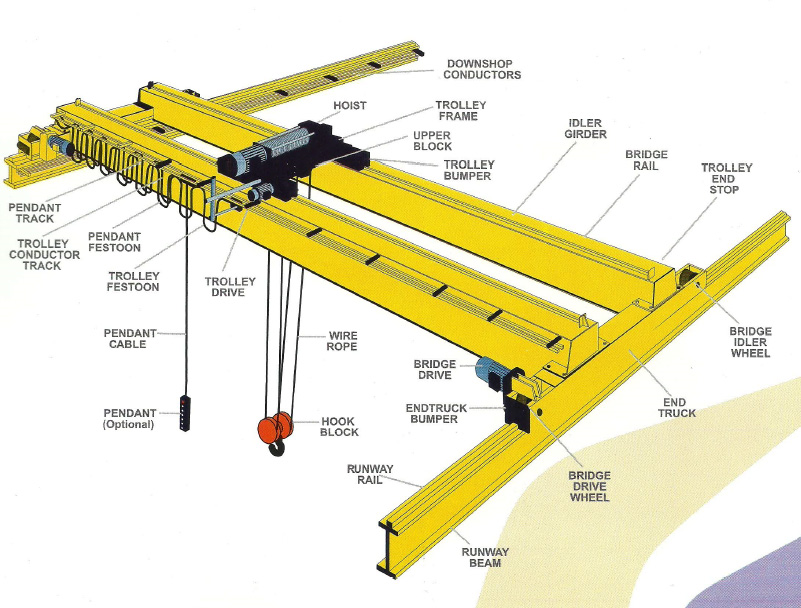 DOWNSHOP
CONDUCTORS
HOIST
TROLLEY
FRAME
UPPER
BLOCK
TROLLEY
BUMPER
IDLER
GIRDER
BRIDGE
RAIL
TROLLEY
END
STOP
PENDANT
TRACK
TROLLEY
CONDUCTOR
TRACK
PENDANT
FESTOON
TROLLEY
FESTOON
TROLLEY
DRIVE
PENDANT
CABLE
WIRE
ROPE
BRIDGE
DRIVE
BRIDGE
IDLER
WHEEL
PENDANT
(Optional)
HOOK
BLOCK
ENDTRUCK
BUMPER
END
TRUCK
RUNWAY
RAIL
BRIDGE
DRIVE
WHEEL
RUNWAY
BEAM